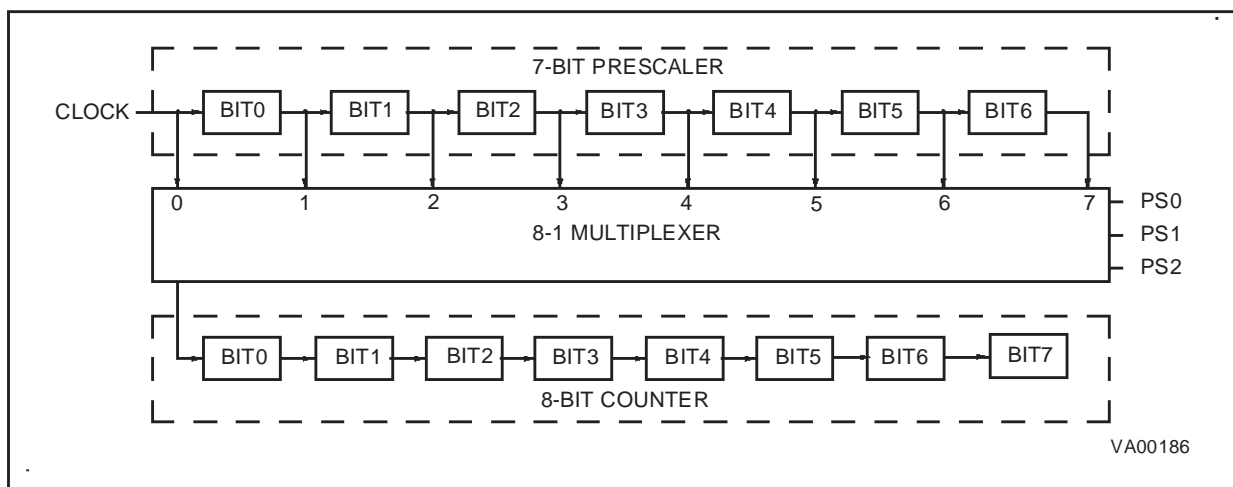 7-BIT PRESCALER
CLOCK BIT0 BIT1 BIT2 BIT3 BIT4 BIT5 BIT6
0 1 2 3 4 5 6 7 PS0
8-1 MULTIPLEXER PS1
PS2
BIT0 BIT1 BIT2 BIT3 BIT4 BIT5 BIT6 BIT7
8-BIT COUNTER
VA00186